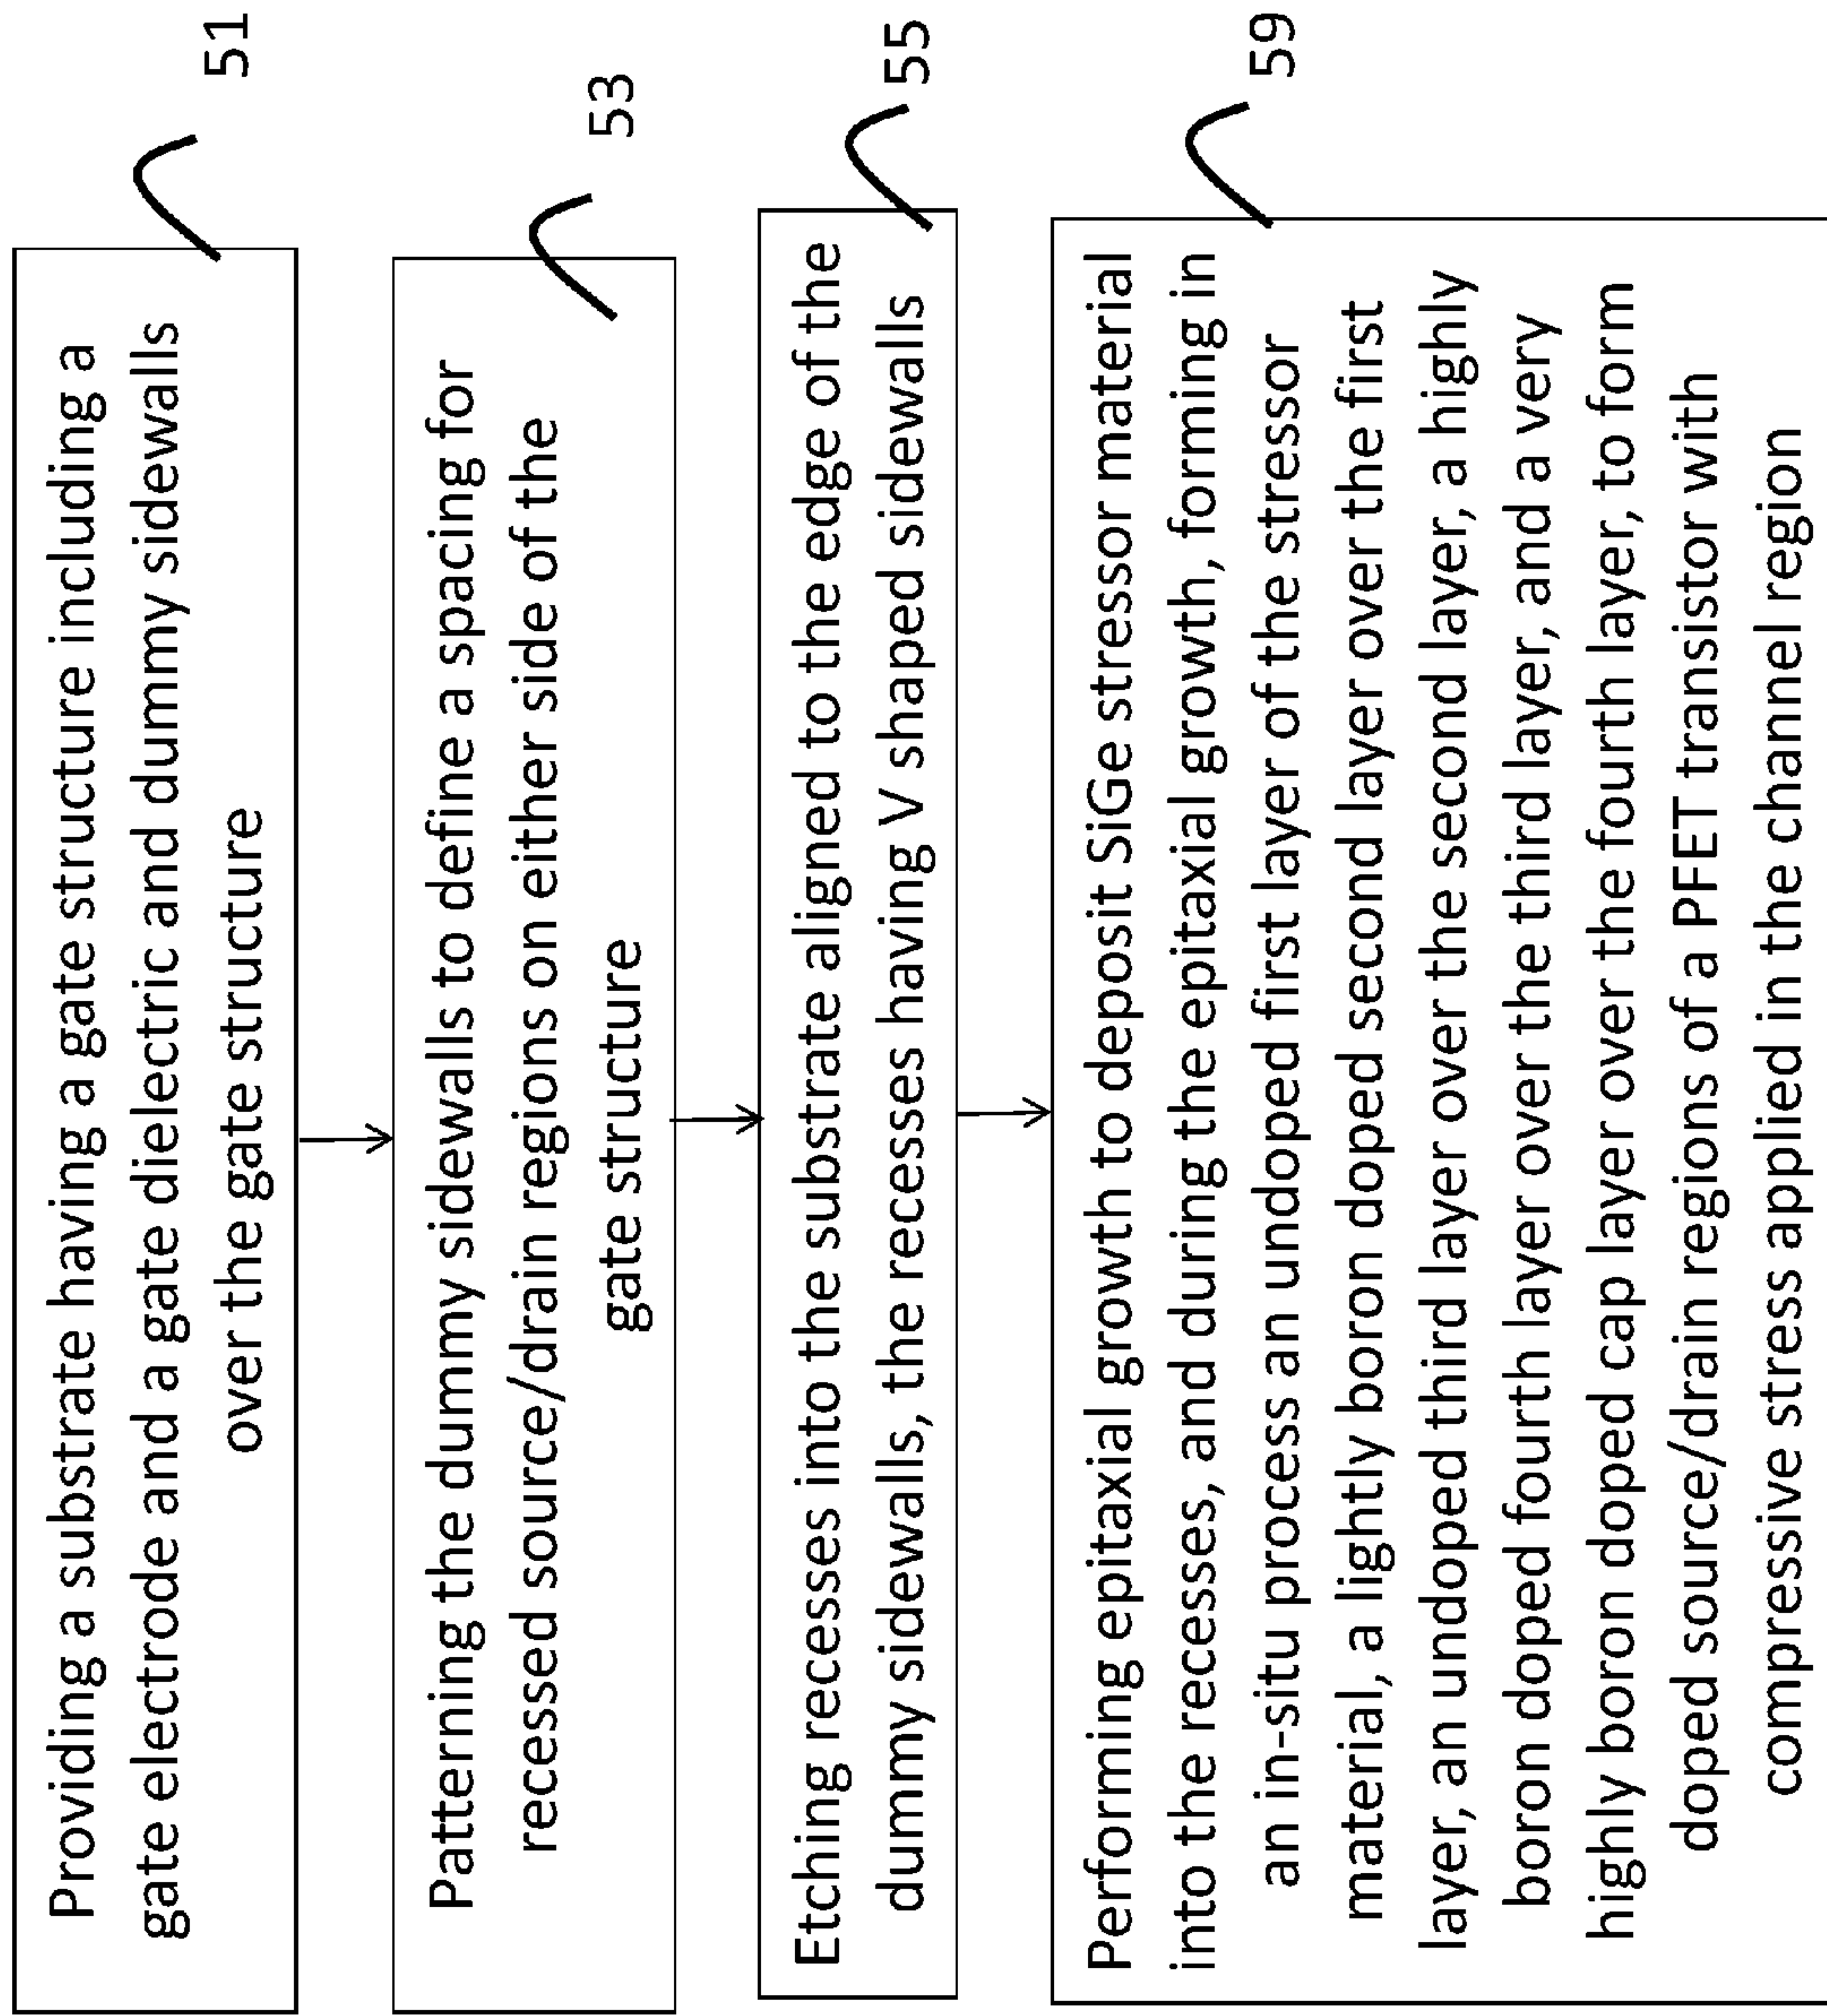 Providing a substrate having a gate structure including a
gate electrode and a gate dielectric and dummy sidewalls
over the gate structure
51
Patterning the dummy sidewalls to define a spacing for
recessed source/drain regions on either side of the
gate structure
53
Etching recesses into the substrate aligned to the edge of the
dummy sidewalls, the recesses having V shaped sidewalls
55
Performing epitaxial growth to deposit SiGe stressor material
into the recesses, and during the epitaxial growth, forming in
an in-situ process an undoped first layer of the stressor
material, a lightly boron doped second layer over the first
layer, an undoped third layer over the second layer, a highly
boron doped fourth layer over the third layer, and a very
highly boron doped cap layer over the fourth layer, to form
doped source/drain regions of a PFET transistor with
compressive stress applied in the channel region
59